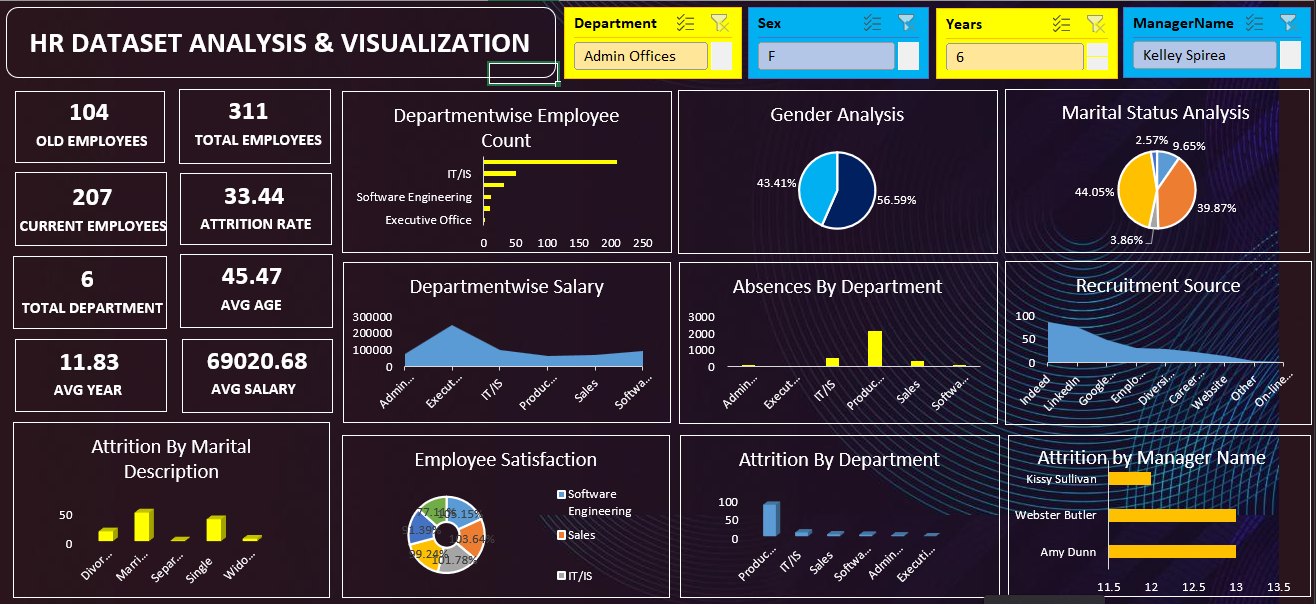 HR DATASET ANALYSIS & VISUALIZATION
Department
Admin Offices
Sex
F
Years
6
ManagerName
Kelley Spirea
104
OLD EMPLOYEES
311
TOTAL EMPLOYEES
207
CURRENT EMPLOYEES
33.44
ATTRITION RATE
6
TOTAL DEPARTMENT
45.47
AVG AGE
11.83
AVG YEAR
69020.68
AVG SALARY
Departmentwise Employee
Count
IT/IS
Software Engineering
Executive Office
0 50 100 150 200 250
Gender Analysis
43.41%
56.59%
Marital Status Analysis
2.57%
9.65%
44.05%
39.87%
3.86%
Departmentwise Salary
300000
200000
100000
0
Admin...
Execut...
IT/IS
Produc...
Sales
Softwa...
Absences By Department
3000
2000
1000
0
Admin...
Execut...
IT/IS
Produc...
Sales
Softwa...
Recruitment Source
100
50
0
Indeed
LinkedIn
Google...
Emplo...
Diversi...
Career...
Website
Other
On-line...
Attrition By Marital
Description
50
0
Divor...
Marri...
Separ...
Single
Wido...
Employee Satisfaction
77.11%
105.15%
91.39%
103.64%
99.24%
101.78%
Software
Engineering
Sales
IT/IS
Attrition By Department
100
50
0
Produc...
IT/IS
Sales
Softwa...
Admin...
Executi...
Attrition by Manager Name
Kissy Sullivan
Webster Butler
Amy Dunn
11.5 12 12.5 13 13.5